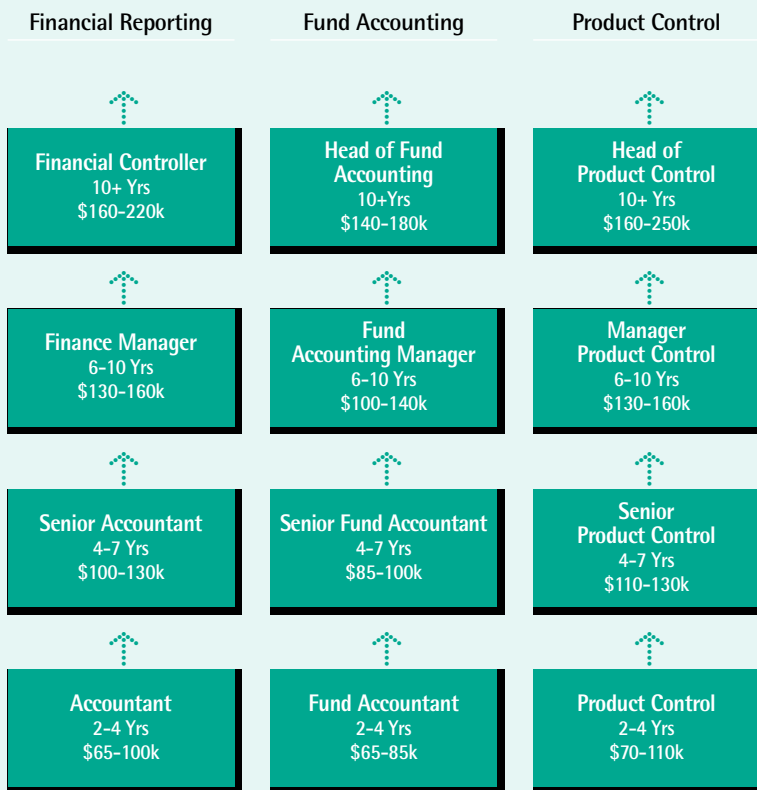 Financial Reporting
Fund Accounting
Product Control
Financial Controller
10+ Yrs
$160-220k
Head of Fund
Accounting
10+Yrs
$140-180k
Head of
Product Control
10+ Yrs
$160-250k
Finance Manager
6-10 Yrs
$130-160k
Fund
Accounting Manager
6-10 Yrs
$100-140k
Manager
Product Control
6-10 Yrs
$130-160k
Senior Accountant
4-7 Yrs
$100-130k
Senior Fund Accountant
4-7 Yrs
$85-100k
Senior
Product Control
4-7 Yrs
$110-130k
Accountant
2-4 Yrs
$65-100k
Fund Accountant
2-4 Yrs
$65-85k
Product Control
2-4 Yrs
$70-110k